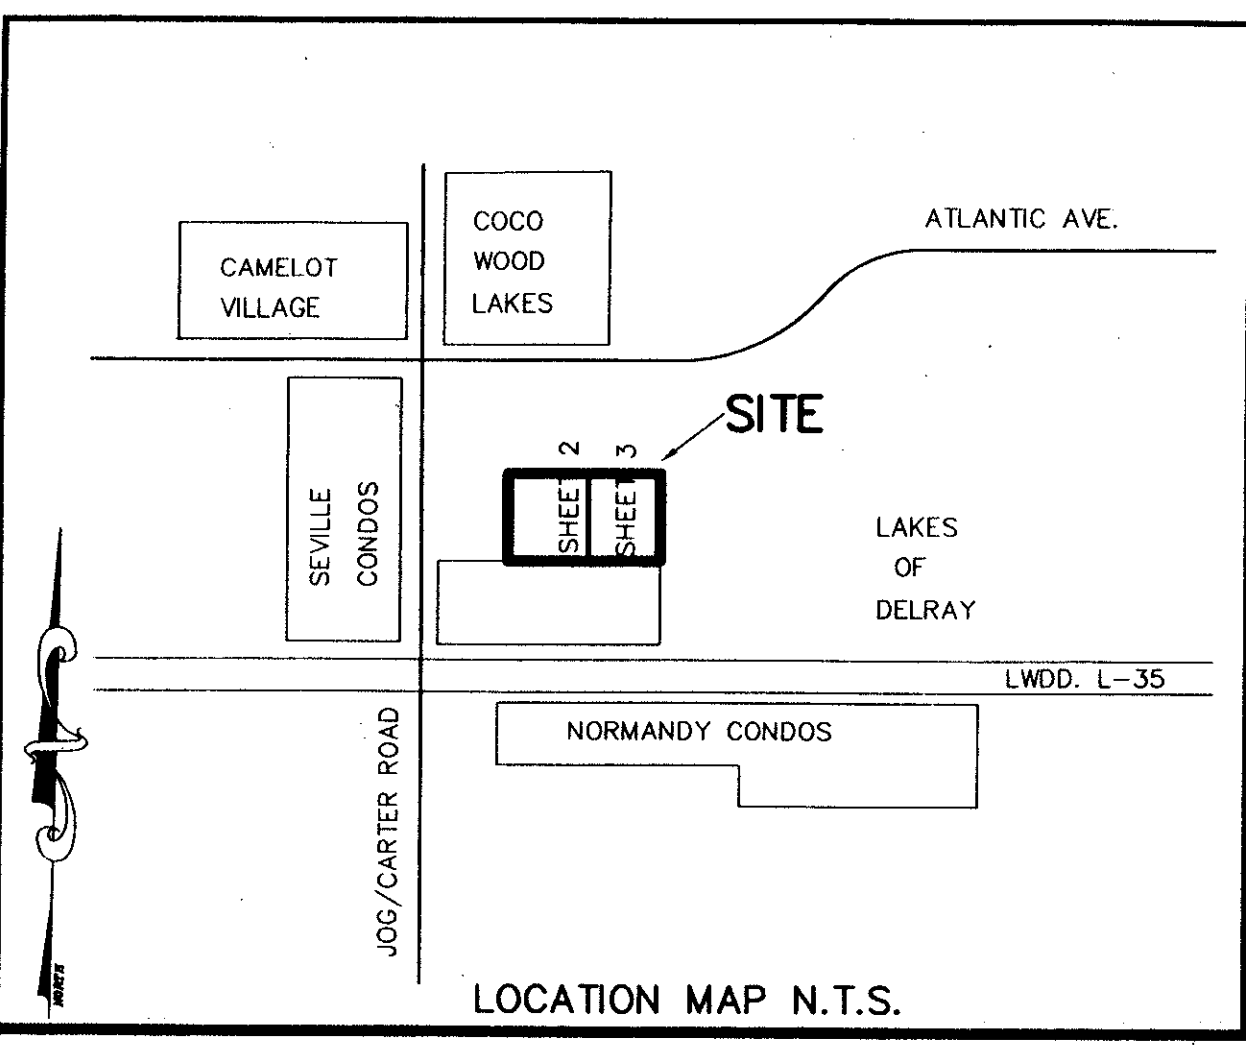 ATLANTIC AVE.
CAMELOT
VILLAGE
COCO
WOOD
LAKES
SITE
SHEET 2
SHEET 3
SEVILLE
CONDOS
LAKES
OF
DELRAY
LWDD. L-35
NORMANDY CONDOS
JOG/CARTER ROAD
NORTH
LOCATION MAP N.T.S.